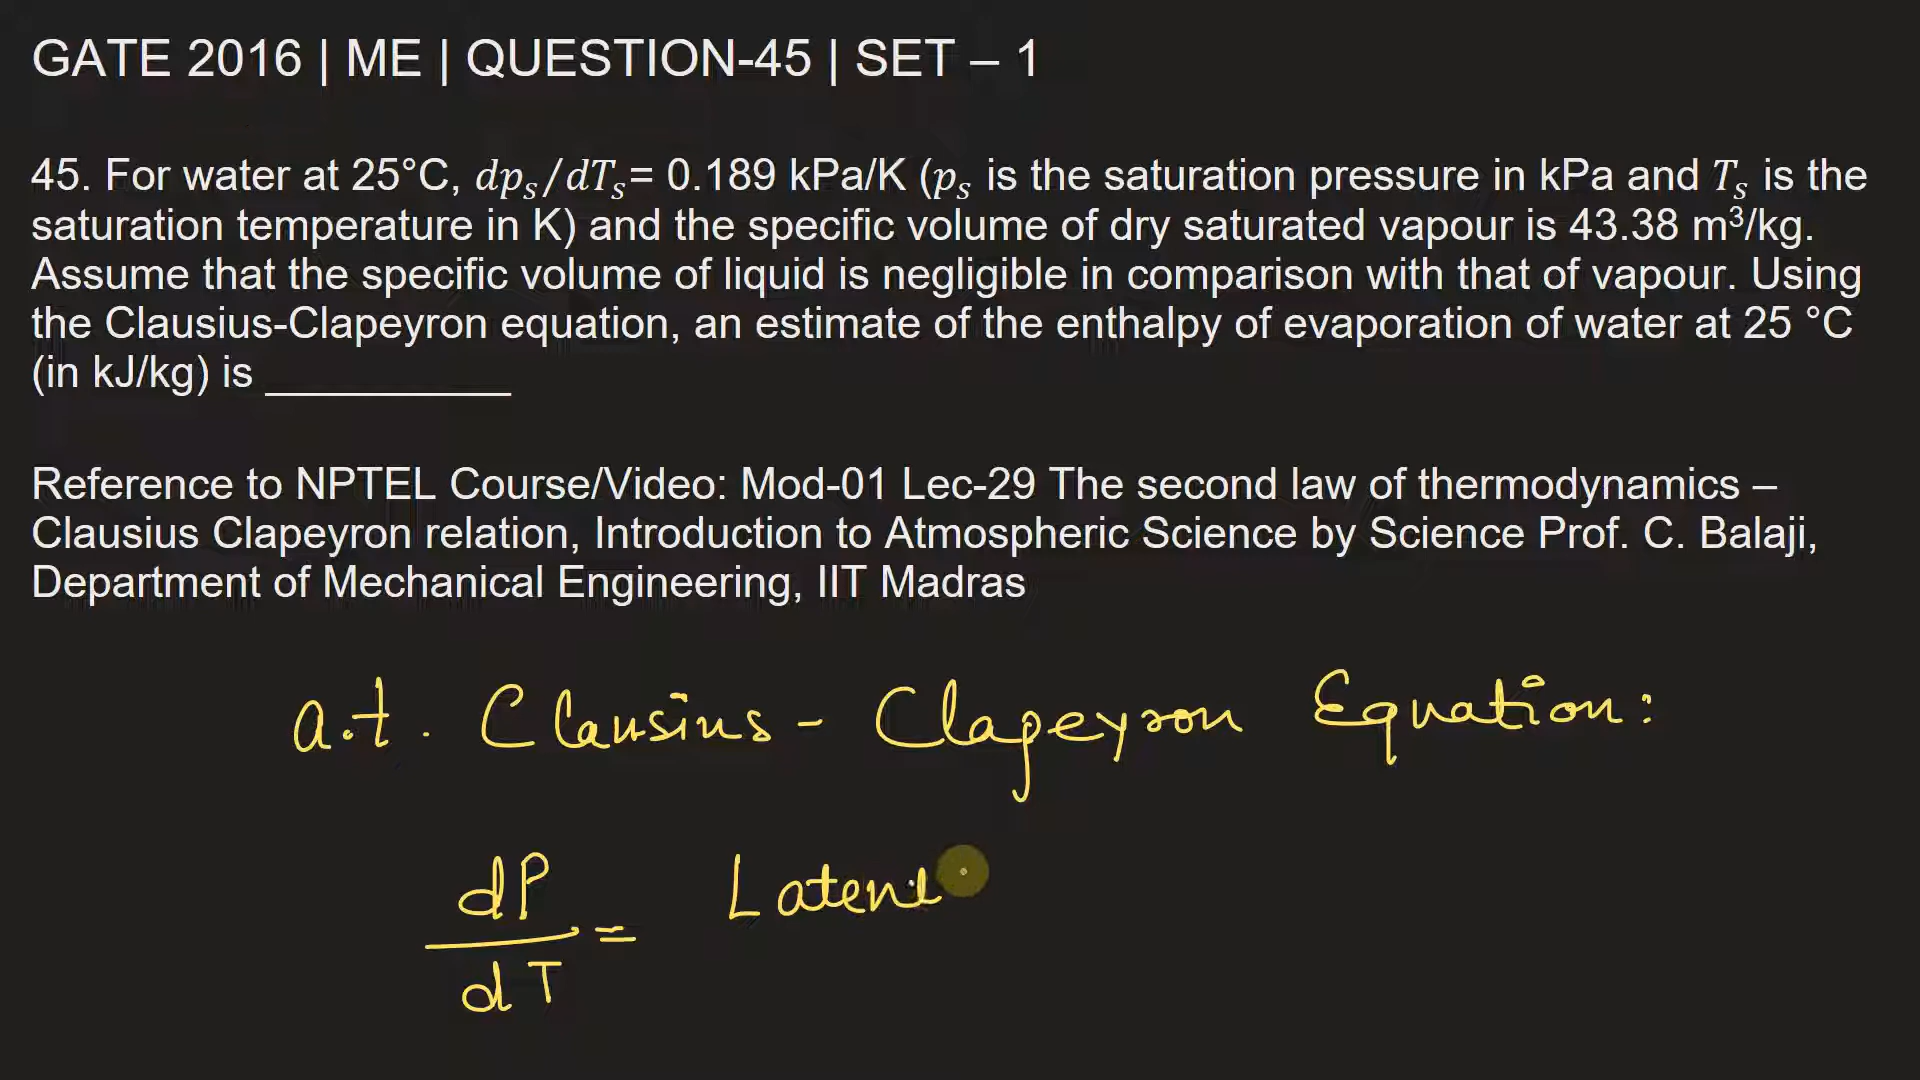 GATE 2016 | ME | QUESTION-45 | SET – 1
45. For water at 25°C, dpₛ/dTₛ= 0.189 kPa/K (pₛ is the saturation pressure in kPa and Tₛ is the
saturation temperature in K) and the specific volume of dry saturated vapour is 43.38 m³/kg.
Assume that the specific volume of liquid is negligible in comparison with that of vapour. Using
the Clausius-Clapeyron equation, an estimate of the enthalpy of evaporation of water at 25 °C
(in kJ/kg) is ___________
Reference to NPTEL Course/Video: Mod-01 Lec-29 The second law of thermodynamics –
Clausius Clapeyron relation, Introduction to Atmospheric Science by Science Prof. C. Balaji,
Department of Mechanical Engineering, IIT Madras
a.t. Clausius - Clapeyron Equation:
dP
dT
= Latent